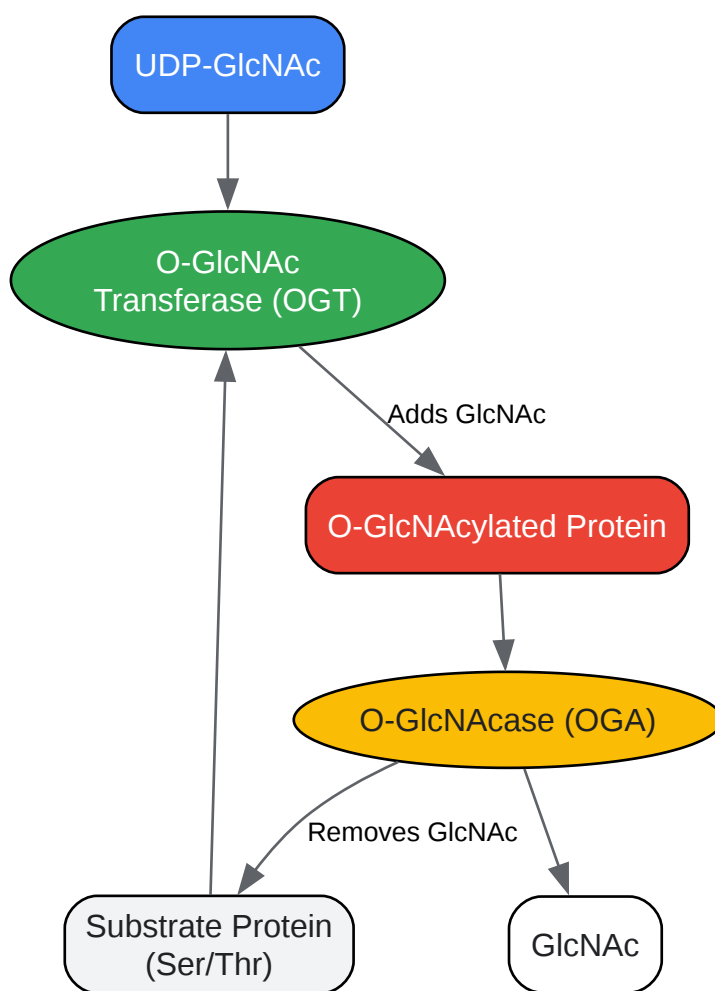 UDP-GlcNAc
O-GlcNAc
Transferase (OGT)
Adds GlcNAc
O-GlcNAcylated Protein
O-GlcNAcase (OGA)
Removes GlcNAc
Substrate Protein
(Ser/Thr)
GlcNAc